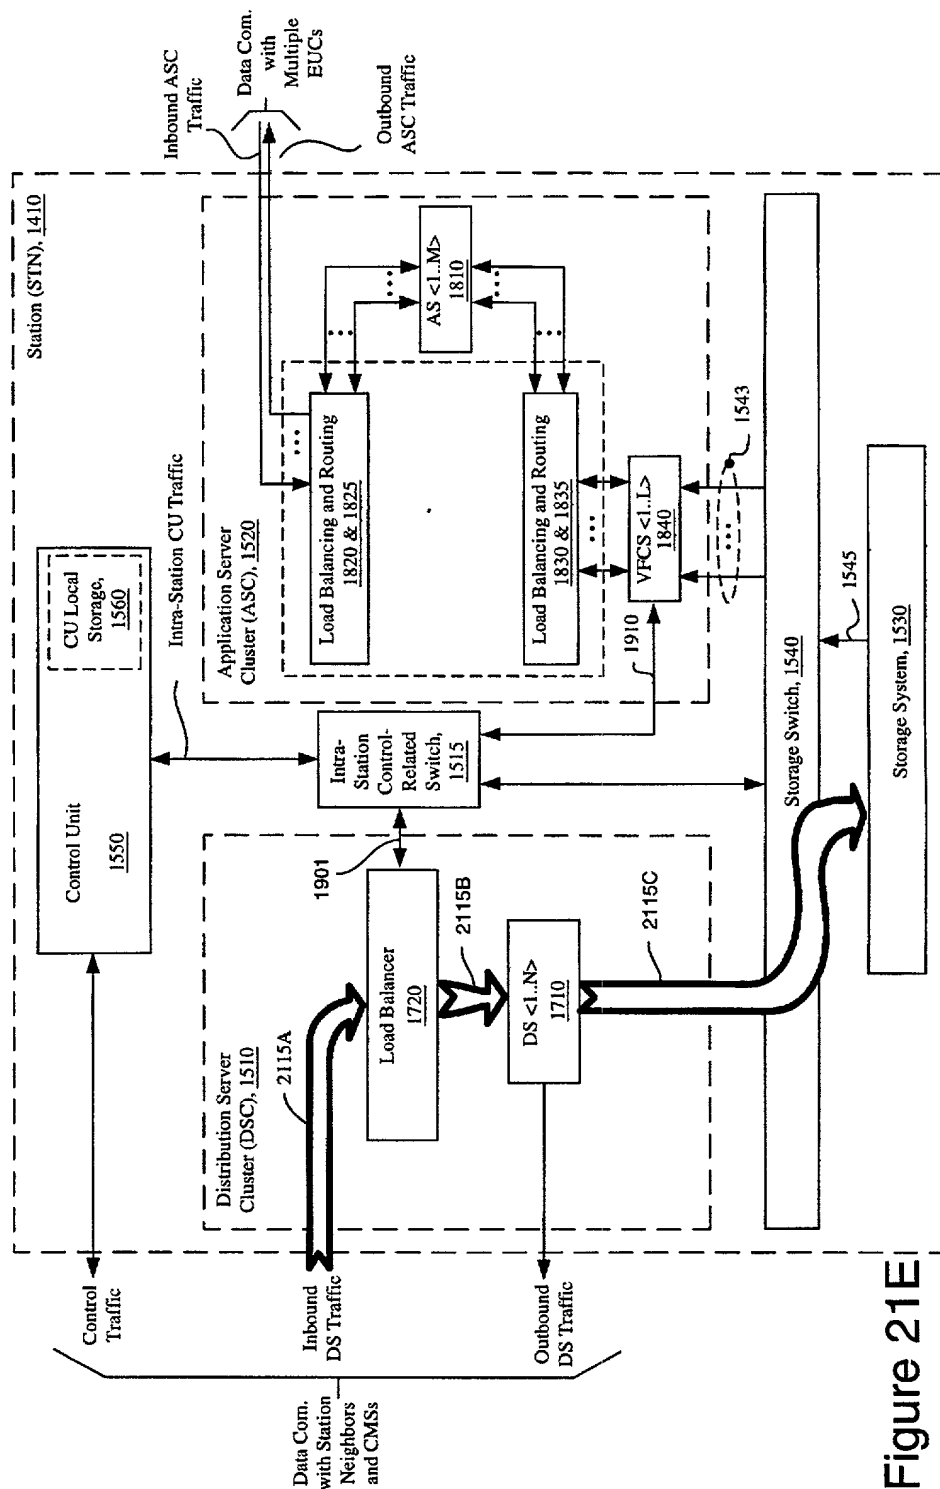 Data Com.
with Station
Neighbors
and CMSs
Control
Traffic
Inbound
DS Traffic
Outbound
DS Traffic
Station (STN), 1410
Control Unit
1550
CU Local
Storage,
1560
Intra-Station CU Traffic
Distribution Server
Cluster (DSC), 1510
2115A
Load Balancer
1720
2115B
DS <1..N>
1710
2115C
1901
Intra-
Station
Control-
Related
Switch,
1515
1910
Application Server
Cluster (ASC), 1520
Load Balancing and Routing
1820 & 1825
Load Balancing and Routing
1830 & 1835
AS <1..M>
1810
VFCS <1..L>
1840
1543
Storage Switch, 1540
1545
Storage System, 1530
Inbound ASC
Traffic
Data Com.
with
Multiple
EUCs
Outbound
ASC Traffic
Figure 21E